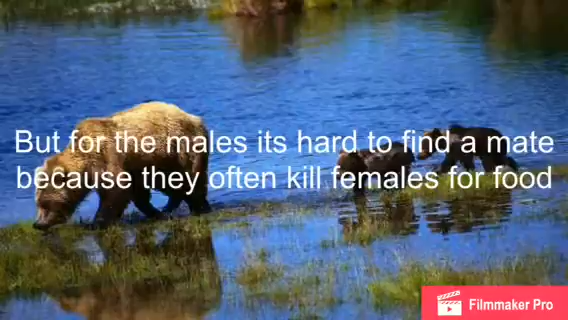 But for the males its hard to find a mate
because they often kill females for food
Filmmaker Pro